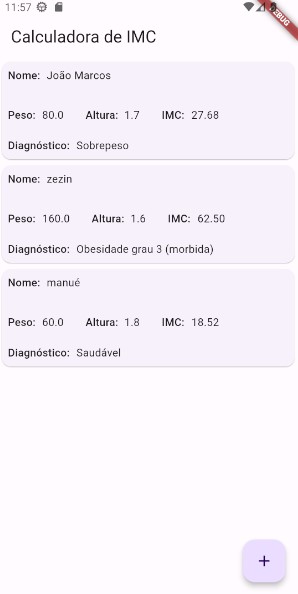 11:57
DEBUG
Calculadora de IMC
Nome: João Marcos
Peso: 80.0 Altura: 1.7 IMC: 27.68
Diagnóstico: Sobrepeso
Nome: zezin
Peso: 160.0 Altura: 1.6 IMC: 62.50
Diagnóstico: Obesidade grau 3 (morbida)
Nome: manué
Peso: 60.0 Altura: 1.8 IMC: 18.52
Diagnóstico: Saudável
+